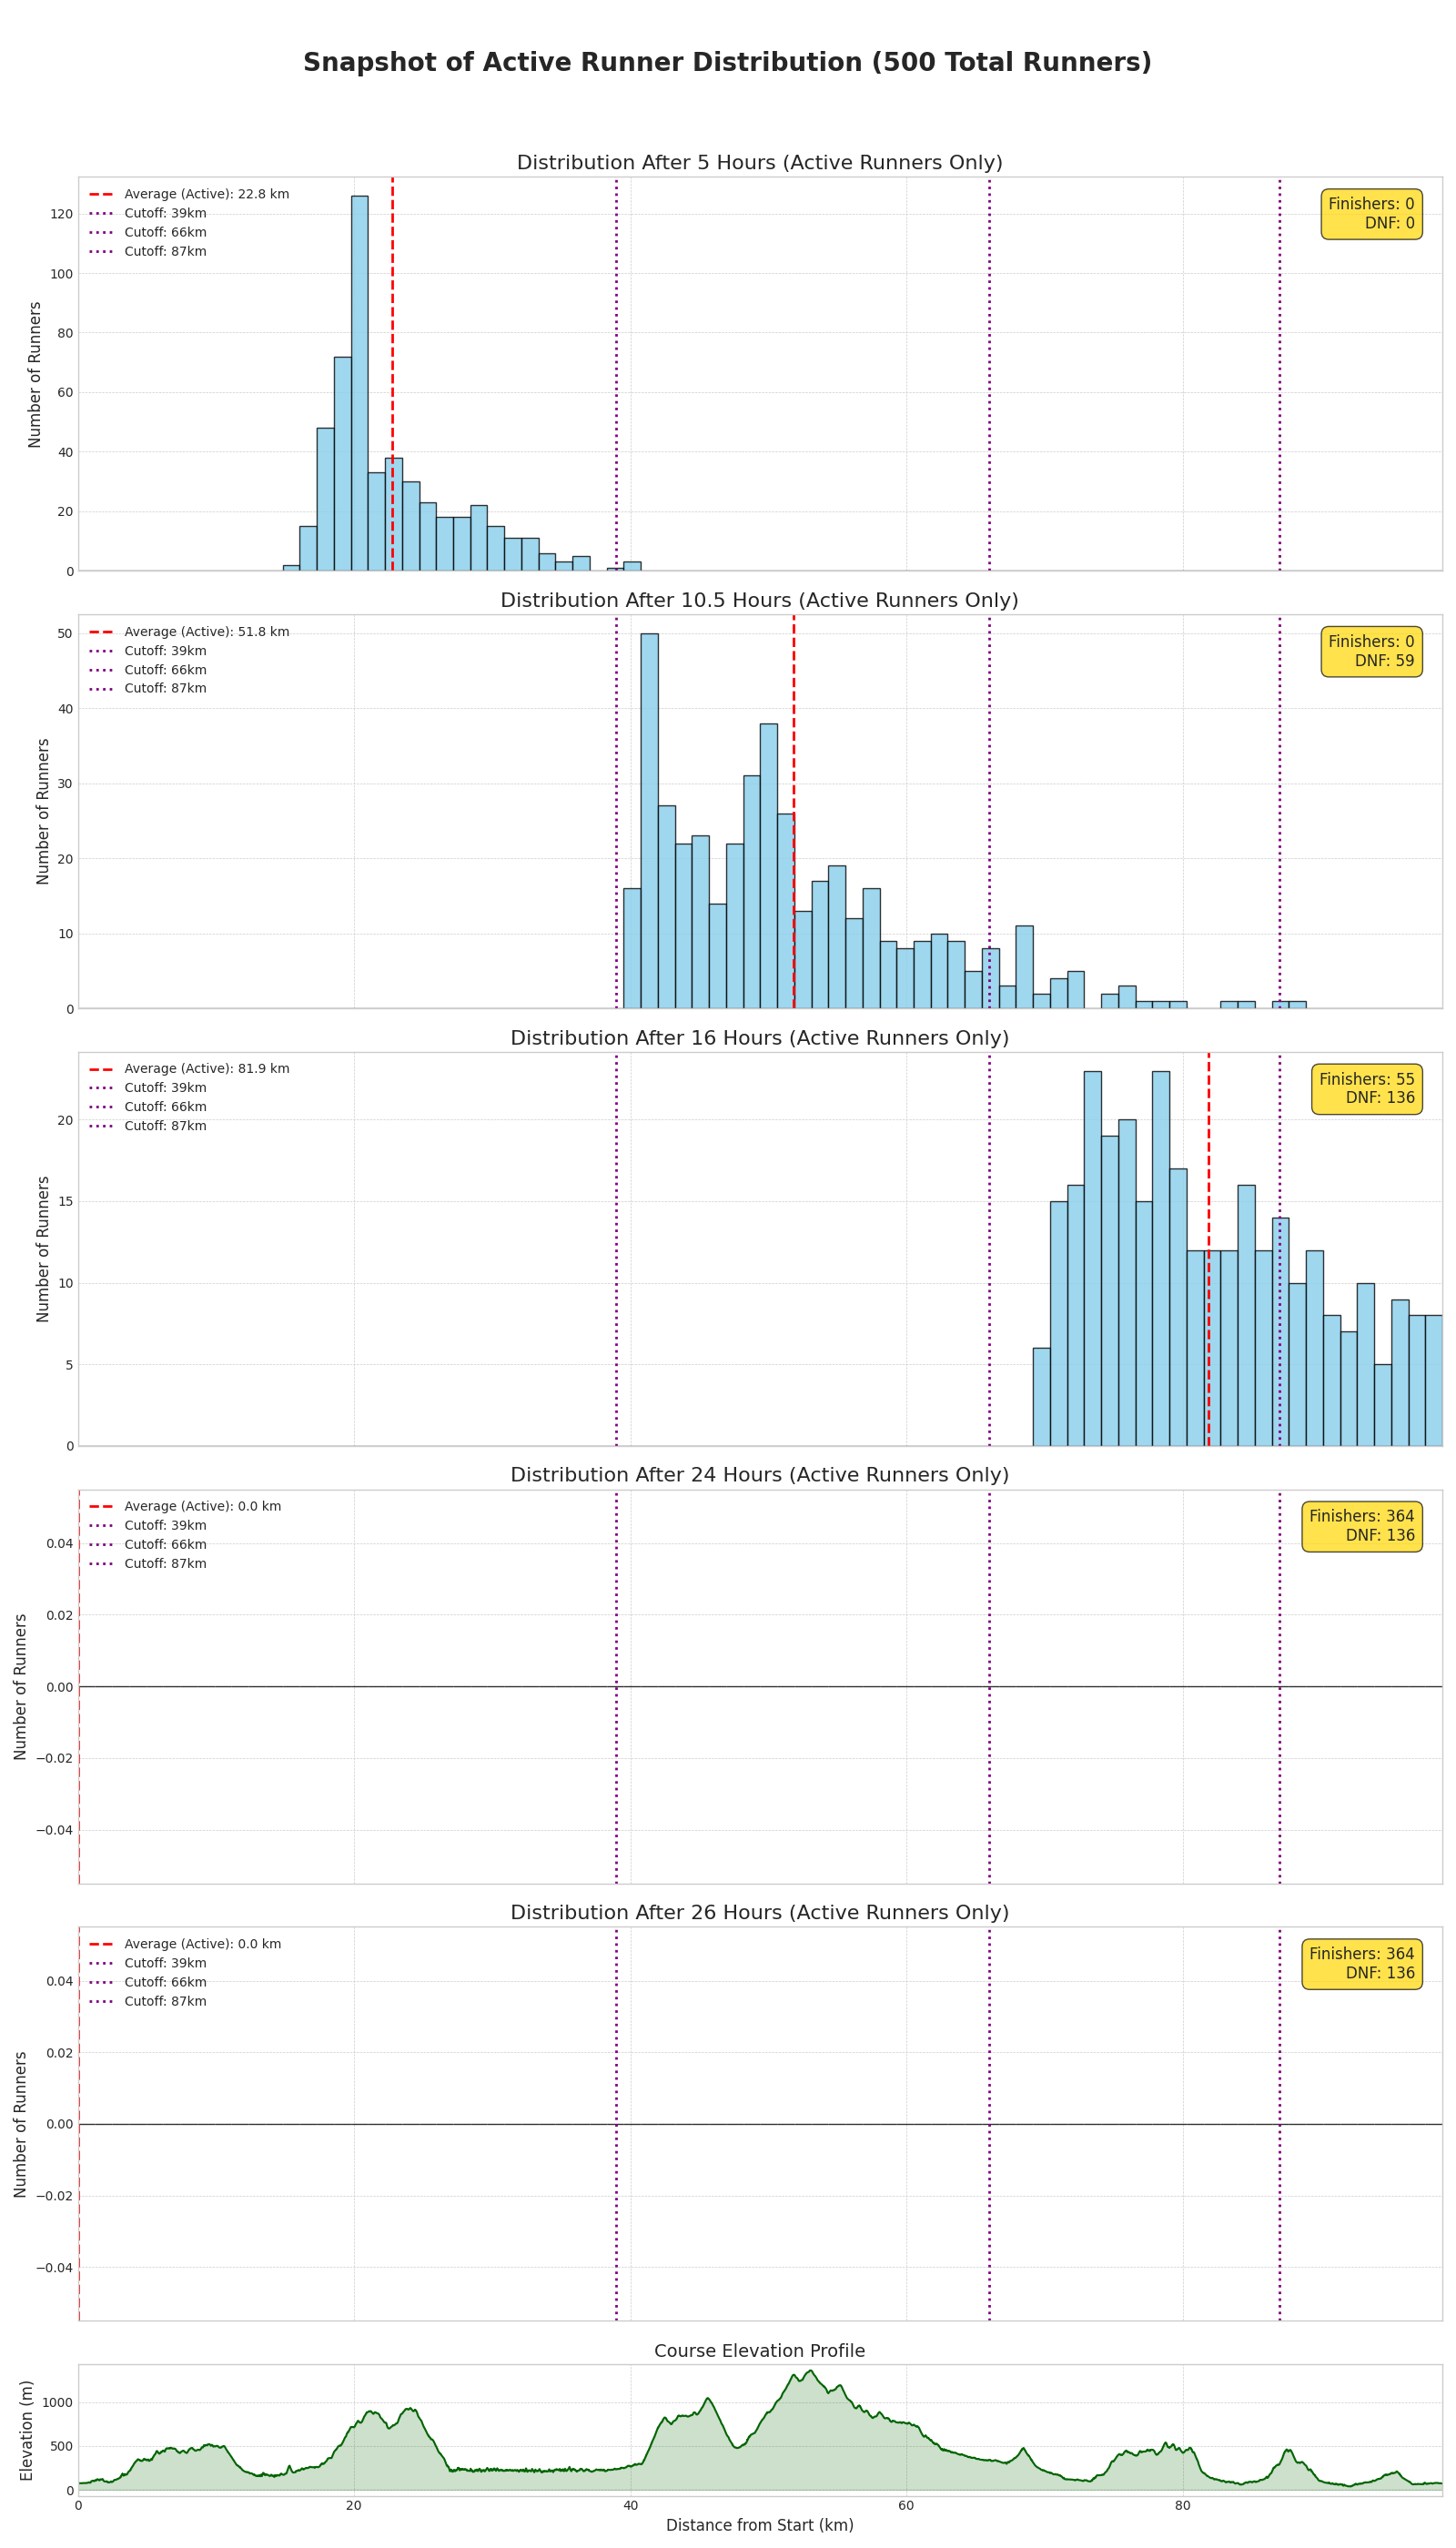 Snapshot of Active Runner Distribution (500 Total Runners)
Distribution After 5 Hours (Active Runners Only)
Average (Active): 22.8 km
Cutoff: 39km
Cutoff: 66km
Cutoff: 87km
Finishers: 0
DNF: 0
Number of Runners
120
100
80
60
40
20
0
Distribution After 10.5 Hours (Active Runners Only)
Average (Active): 51.8 km
Cutoff: 39km
Cutoff: 66km
Cutoff: 87km
Finishers: 0
DNF: 59
Number of Runners
50
40
30
20
10
0
Distribution After 16 Hours (Active Runners Only)
Average (Active): 81.9 km
Cutoff: 39km
Cutoff: 66km
Cutoff: 87km
Finishers: 55
DNF: 136
Number of Runners
20
15
10
5
0
Distribution After 24 Hours (Active Runners Only)
Average (Active): 0.0 km
Cutoff: 39km
Cutoff: 66km
Cutoff: 87km
Finishers: 364
DNF: 136
Number of Runners
0.04
0.02
0.00
−0.02
−0.04
Distribution After 26 Hours (Active Runners Only)
Average (Active): 0.0 km
Cutoff: 39km
Cutoff: 66km
Cutoff: 87km
Finishers: 364
DNF: 136
Number of Runners
0.04
0.02
0.00
−0.02
−0.04
Course Elevation Profile
Elevation (m)
1000
500
0
0 20 40 60 80
Distance from Start (km)